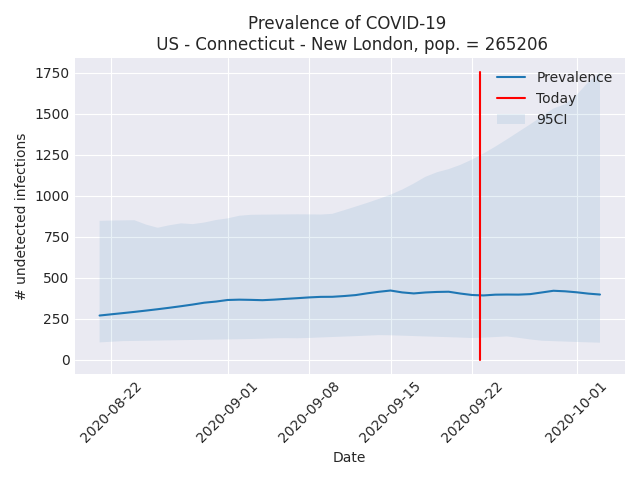 Prevalence of COVID-19
US - Connecticut - New London, pop. = 265206
1750
1500
1250
1000
750
500
250
0
# undetected infections
Prevalence
Today
95CI
2020-08-22
2020-09-01
2020-09-08
2020-09-15
2020-09-22
2020-10-01
Date